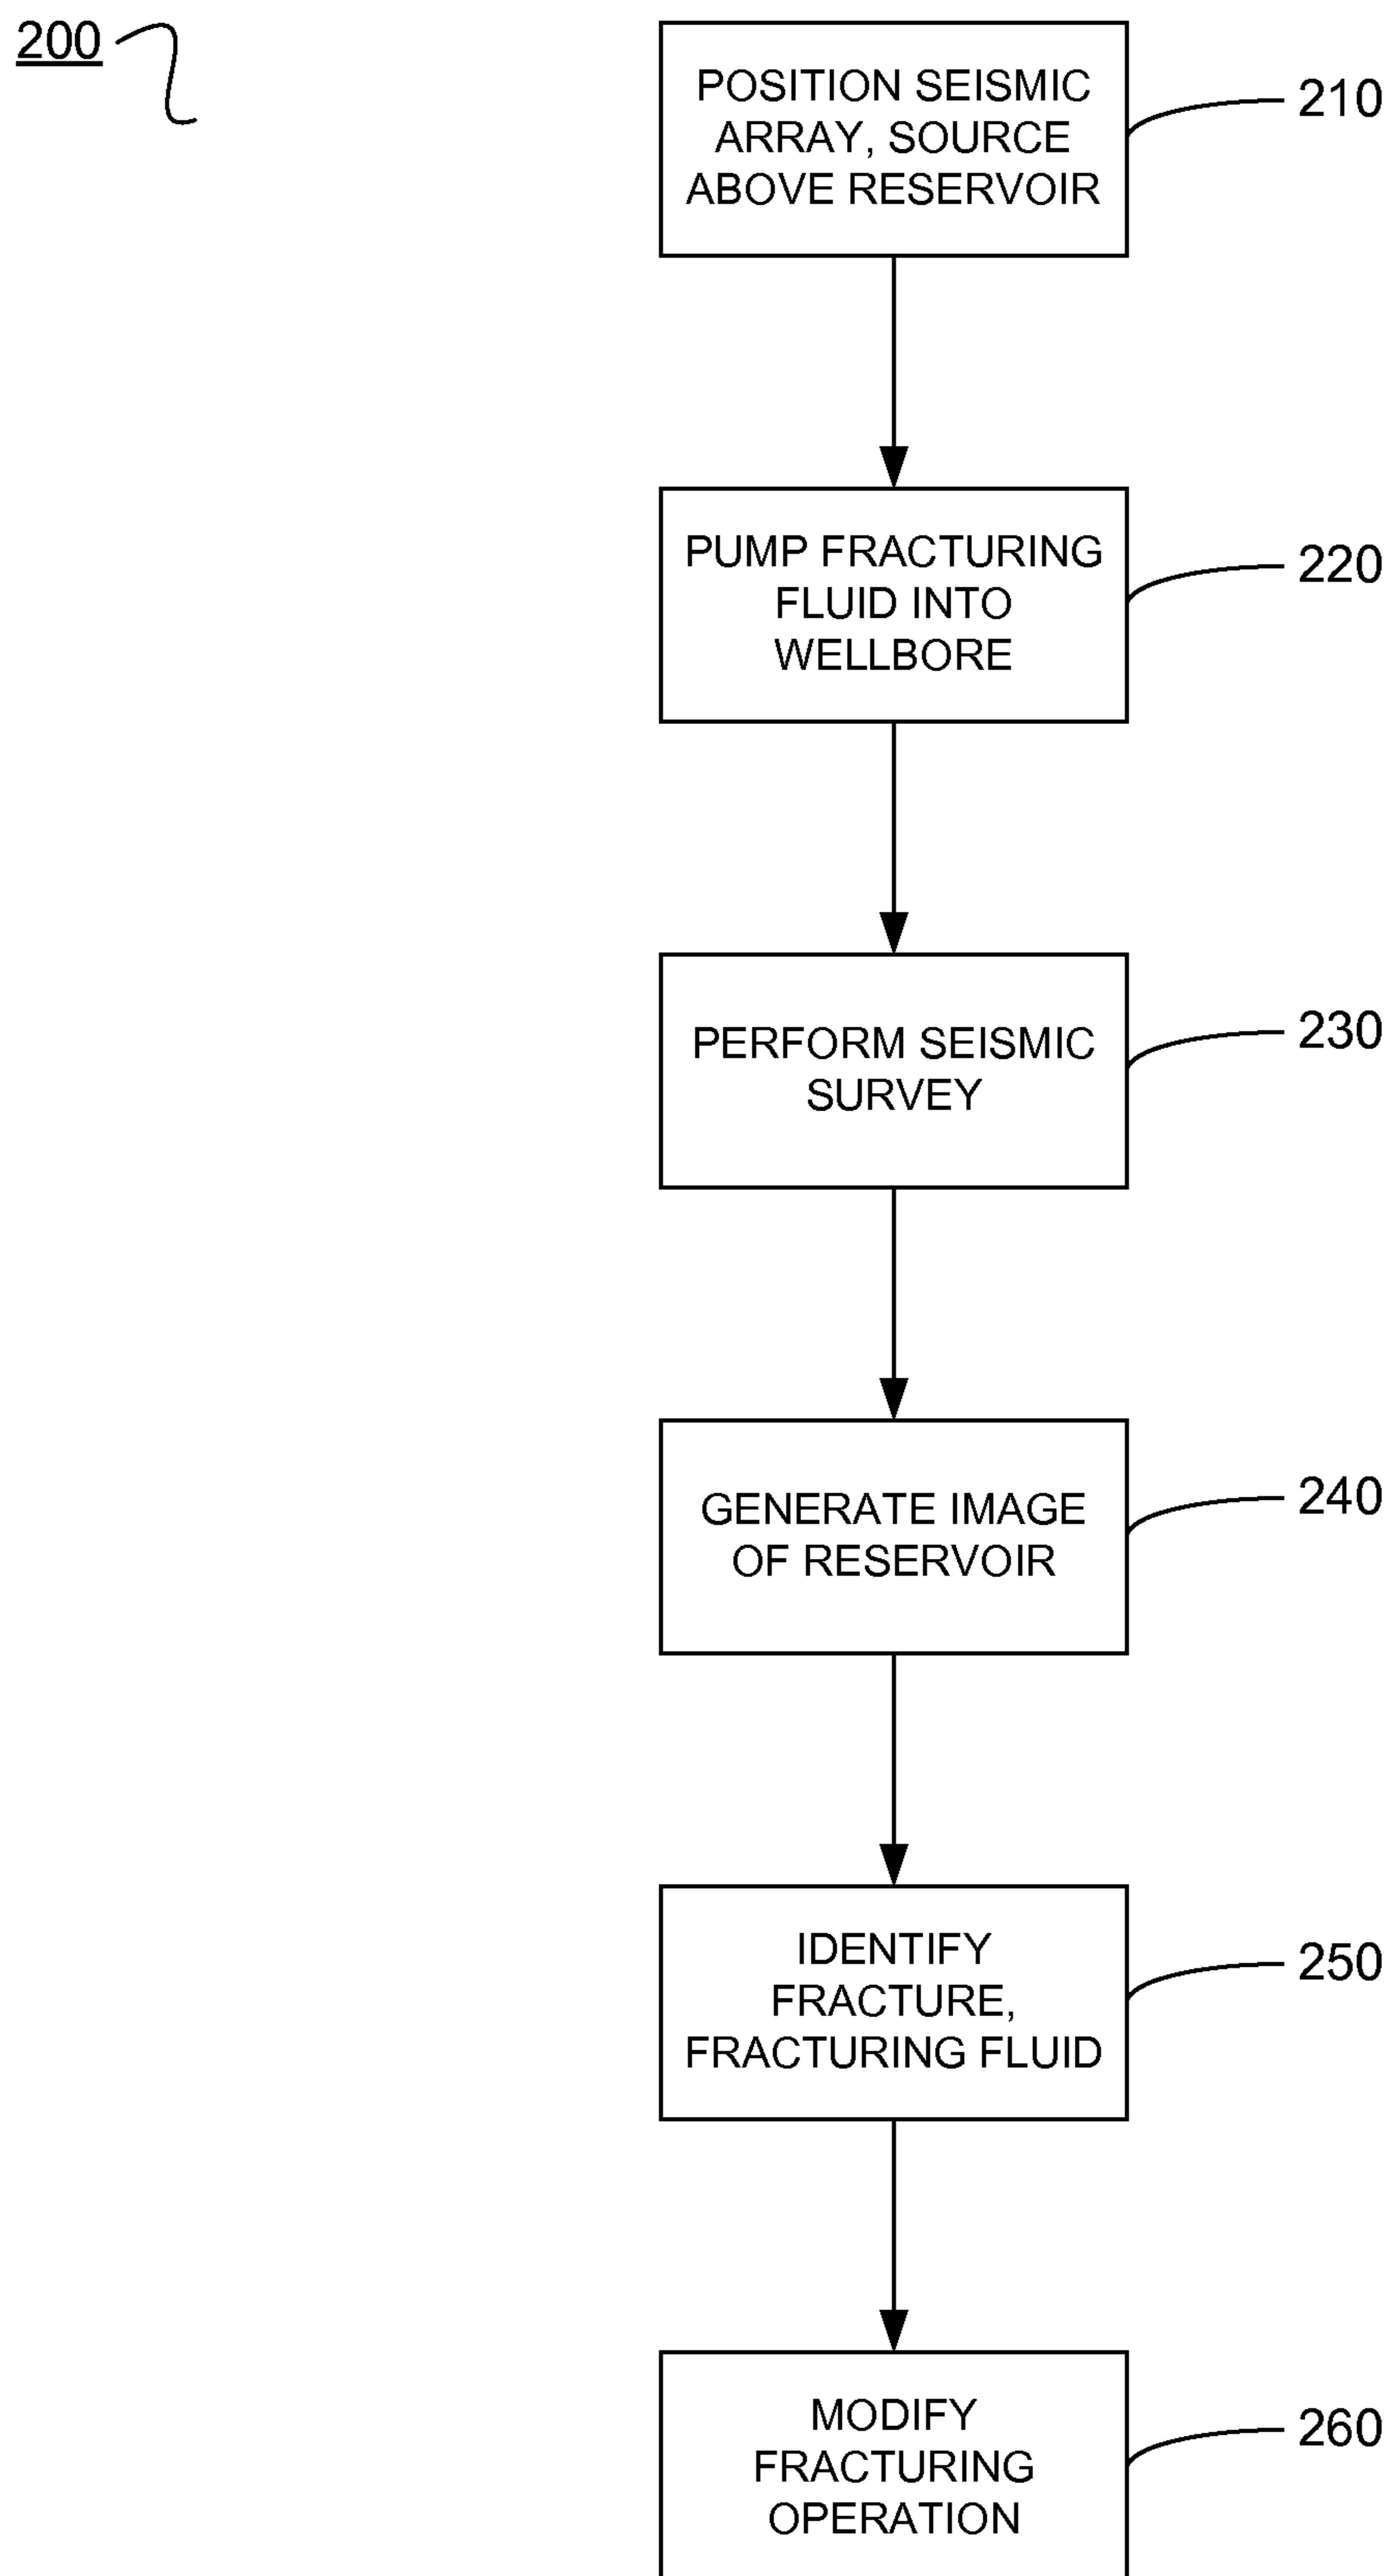 200
POSITION SEISMIC
ARRAY, SOURCE
ABOVE RESERVOIR
210
PUMP FRACTURING
FLUID INTO
WELLBORE
220
PERFORM SEISMIC
SURVEY
230
GENERATE IMAGE
OF RESERVOIR
240
IDENTIFY
FRACTURE,
FRACTURING FLUID
250
MODIFY
FRACTURING
OPERATION
260